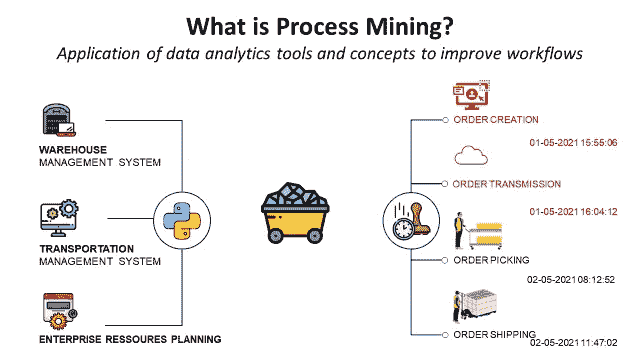 What is Process Mining?
Application of data analytics tools and concepts to improve workflows
WAREHOUSE
MANAGEMENT SYSTEM
TRANSPORTATION
MANAGEMENT SYSTEM
ENTERPRISE RESSOURES PLANNING
ORDER CREATION
01-05-2021 15:55:06
ORDER TRANSMISSION
01-05-2021 16:04:12
ORDER PICKING
02-05-2021 08:12:52
ORDER SHIPPING
02-05-2021 11:47:02